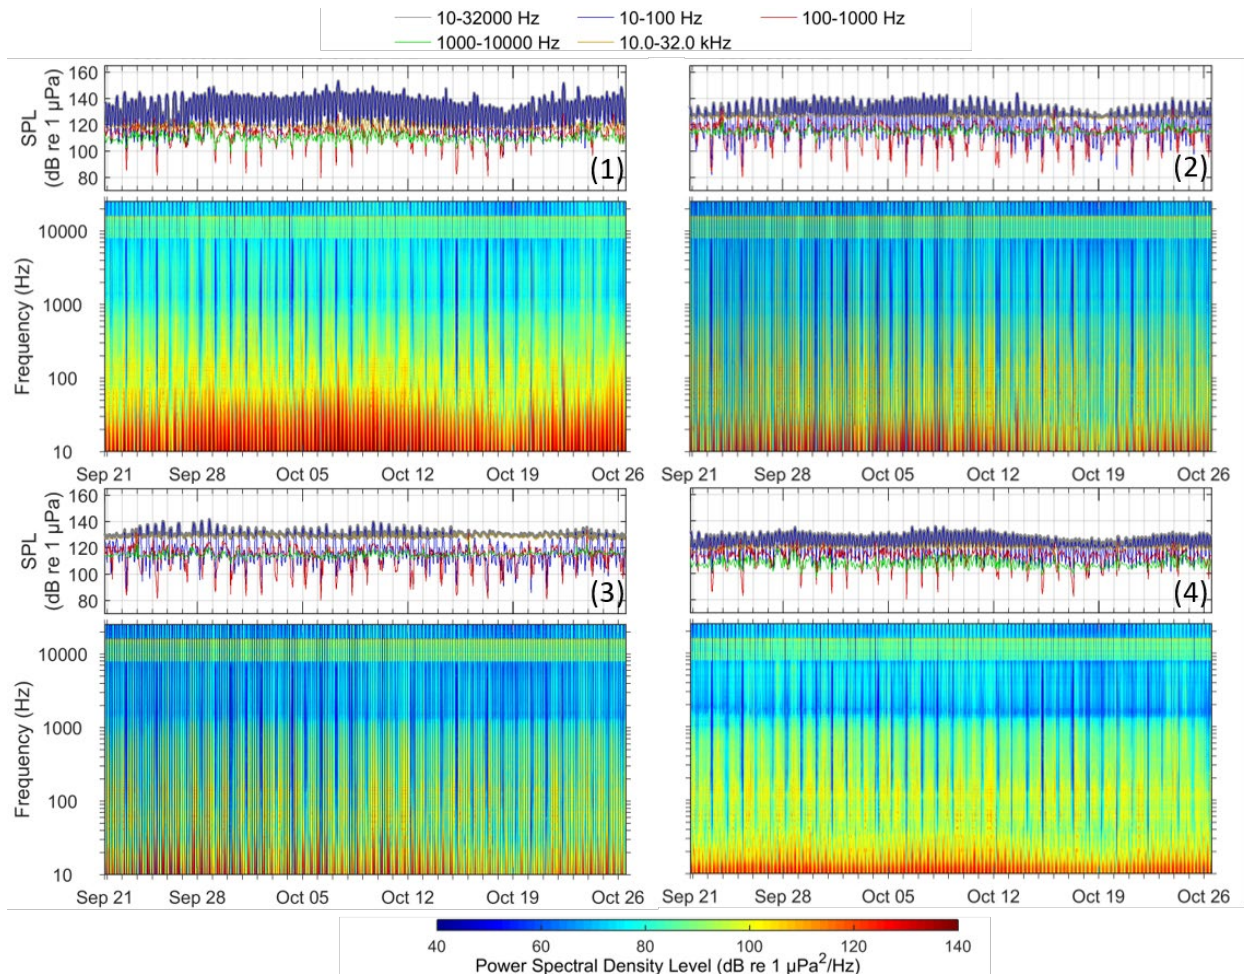 10-32000 Hz 10-100 Hz 100-1000 Hz
1000-10000 Hz 10.0-32.0 kHz
SPL
(dB re 1 µPa)
160
140
120
100
80
(1)
Frequency (Hz)
10000
1000
100
10
Sep 21 Sep 28 Oct 05 Oct 12 Oct 19 Oct 26
(2)
Sep 21 Sep 28 Oct 05 Oct 12 Oct 19 Oct 26
SPL
(dB re 1 µPa)
160
140
120
100
80
(3)
Frequency (Hz)
10000
1000
100
10
Sep 21 Sep 28 Oct 05 Oct 12 Oct 19 Oct 26
(4)
Sep 21 Sep 28 Oct 05 Oct 12 Oct 19 Oct 26
40 60 80 100 120 140
Power Spectral Density Level (dB re 1 µPa²/Hz)